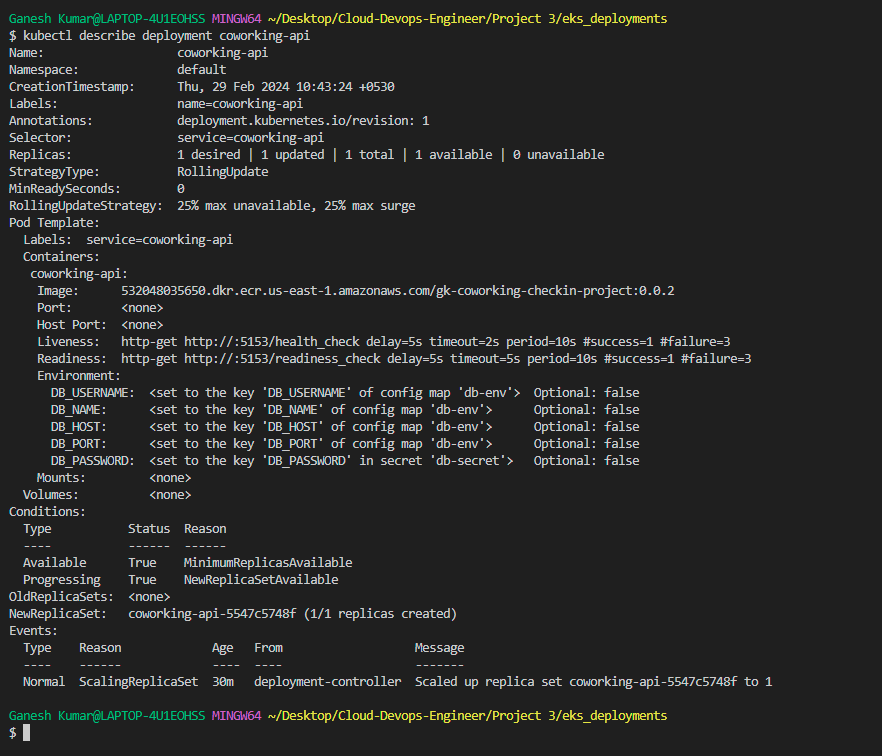 Ganesh Kumar@LAPTOP-4U1EOHSS MINGW64 ~/Desktop/Cloud-Devops-Engineer/Project 3/eks_deployments
$ kubectl describe deployment coworking-api
Name:                   coworking-api
Namespace:              default
CreationTimestamp:      Thu, 29 Feb 2024 10:43:24 +0530
Labels:                 name=coworking-api
Annotations:            deployment.kubernetes.io/revision: 1
Selector:               service=coworking-api
Replicas:               1 desired | 1 updated | 1 total | 1 available | 0 unavailable
StrategyType:           RollingUpdate
MinReadySeconds:        0
RollingUpdateStrategy:  25% max unavailable, 25% max surge
Pod Template:
  Labels:  service=coworking-api
  Containers:
   coworking-api:
    Image:      532048035650.dkr.ecr.us-east-1.amazonaws.com/gk-coworking-checkin-project:0.0.2
    Port:       <none>
    Host Port:  <none>
    Liveness:   http-get http://:5153/health_check delay=5s timeout=2s period=10s #success=1 #failure=3
    Readiness:  http-get http://:5153/readiness_check delay=5s timeout=5s period=10s #success=1 #failure=3
    Environment:
      DB_USERNAME:  <set to the key 'DB_USERNAME' of config map 'db-env'>  Optional: false
      DB_NAME:      <set to the key 'DB_NAME' of config map 'db-env'>      Optional: false
      DB_HOST:      <set to the key 'DB_HOST' of config map 'db-env'>      Optional: false
      DB_PORT:      <set to the key 'DB_PORT' of config map 'db-env'>      Optional: false
      DB_PASSWORD:  <set to the key 'DB_PASSWORD' in secret 'db-secret'>   Optional: false
    Mounts:         <none>
  Volumes:          <none>
Conditions:
  Type           Status  Reason
  ----           ------  ------
  Available      True    MinimumReplicasAvailable
  Progressing    True    NewReplicaSetAvailable
OldReplicaSets:  <none>
NewReplicaSet:   coworking-api-5547c5748f (1/1 replicas created)
Events:
  Type    Reason             Age   From                   Message
  ----    ------             ----  ----                   -------
  Normal  ScalingReplicaSet  30m   deployment-controller  Scaled up replica set coworking-api-5547c5748f to 1
Ganesh Kumar@LAPTOP-4U1EOHSS MINGW64 ~/Desktop/Cloud-Devops-Engineer/Project 3/eks_deployments
$